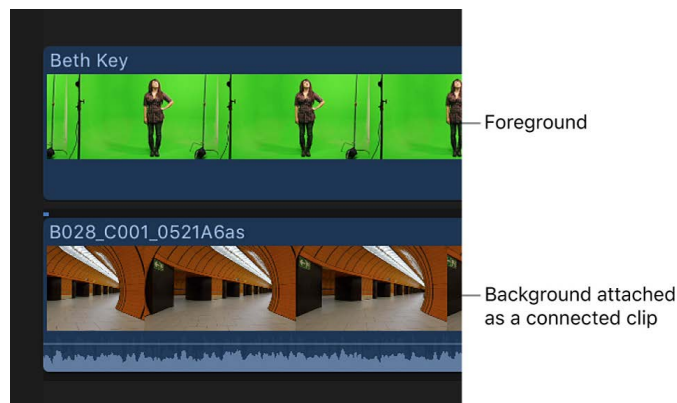 Beth Key
Foreground
B028_C001_0521A6as
Background attached
as a connected clip